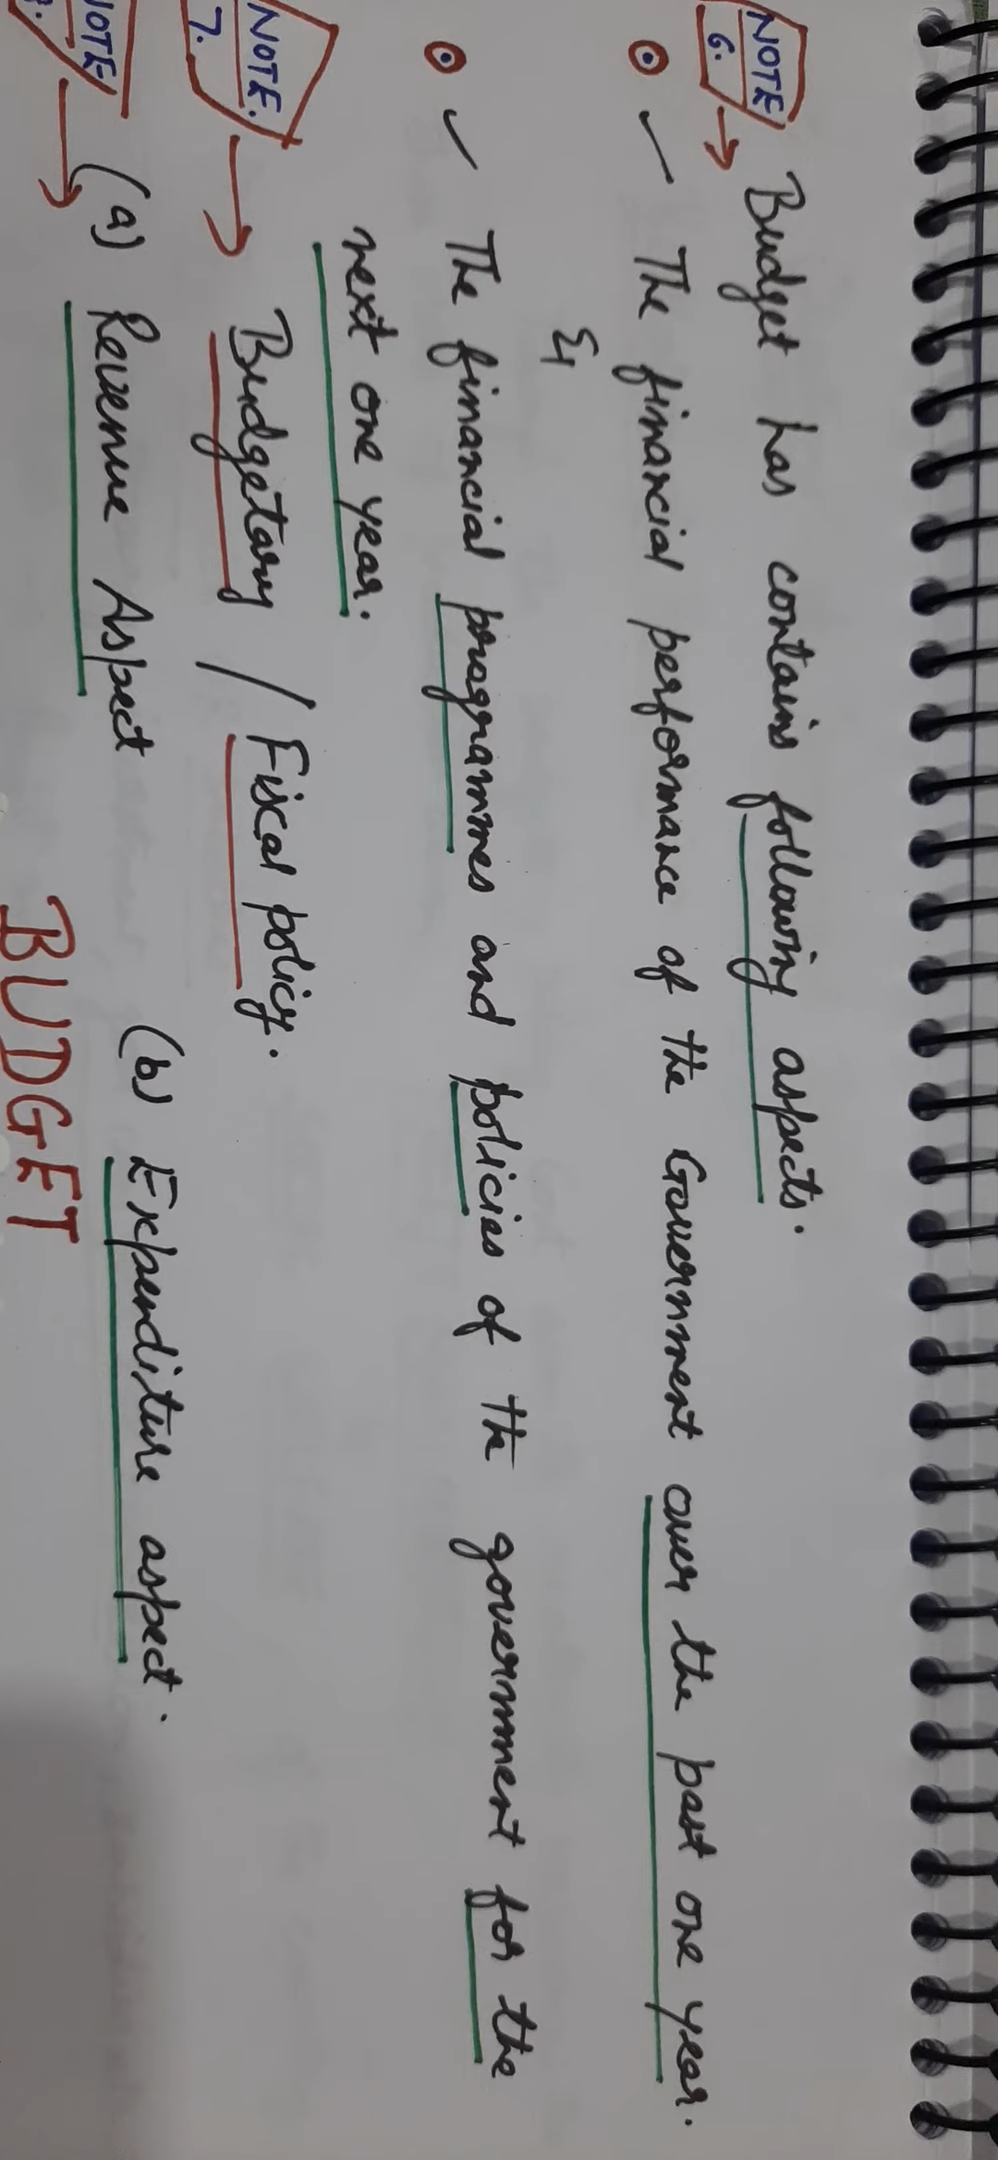 NOTE 6. → Budget has contains following aspects.
✓ The financial performance of the Government over the past one year.
&
✓ The financial programmes and policies of the government for the
next one year.
NOTE. 7. → Budgetary / Fiscal policy.
NOTE → (a) Revenue Aspect (b) Expenditure aspect.
BUDGET